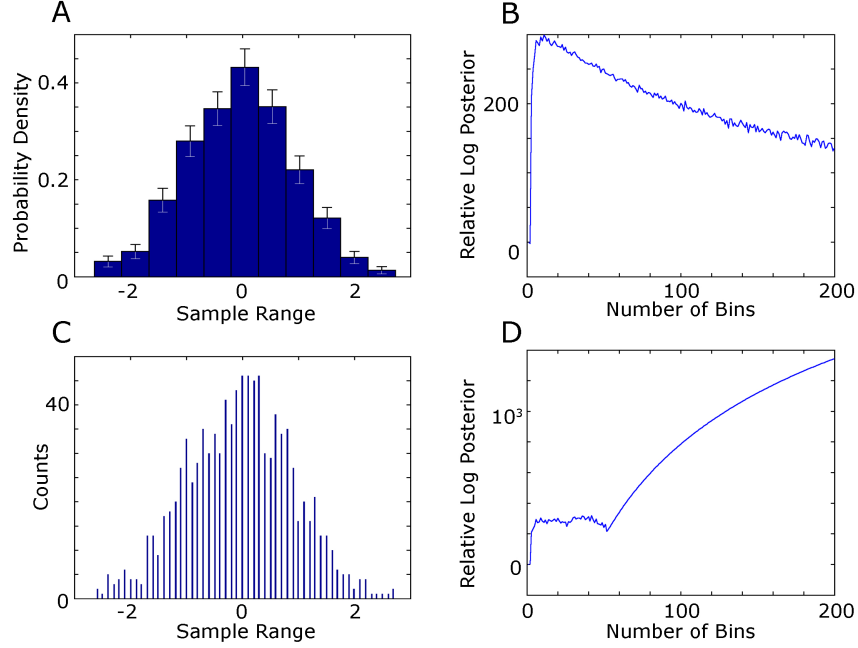 A
Probability Density
0.4
0.2
0
-2 0 2
Sample Range
B
Relative Log Posterior
200
0
0 100 200
Number of Bins
C
Counts
40
0
-2 0 2
Sample Range
D
Relative Log Posterior
10³
0
0 100 200
Number of Bins